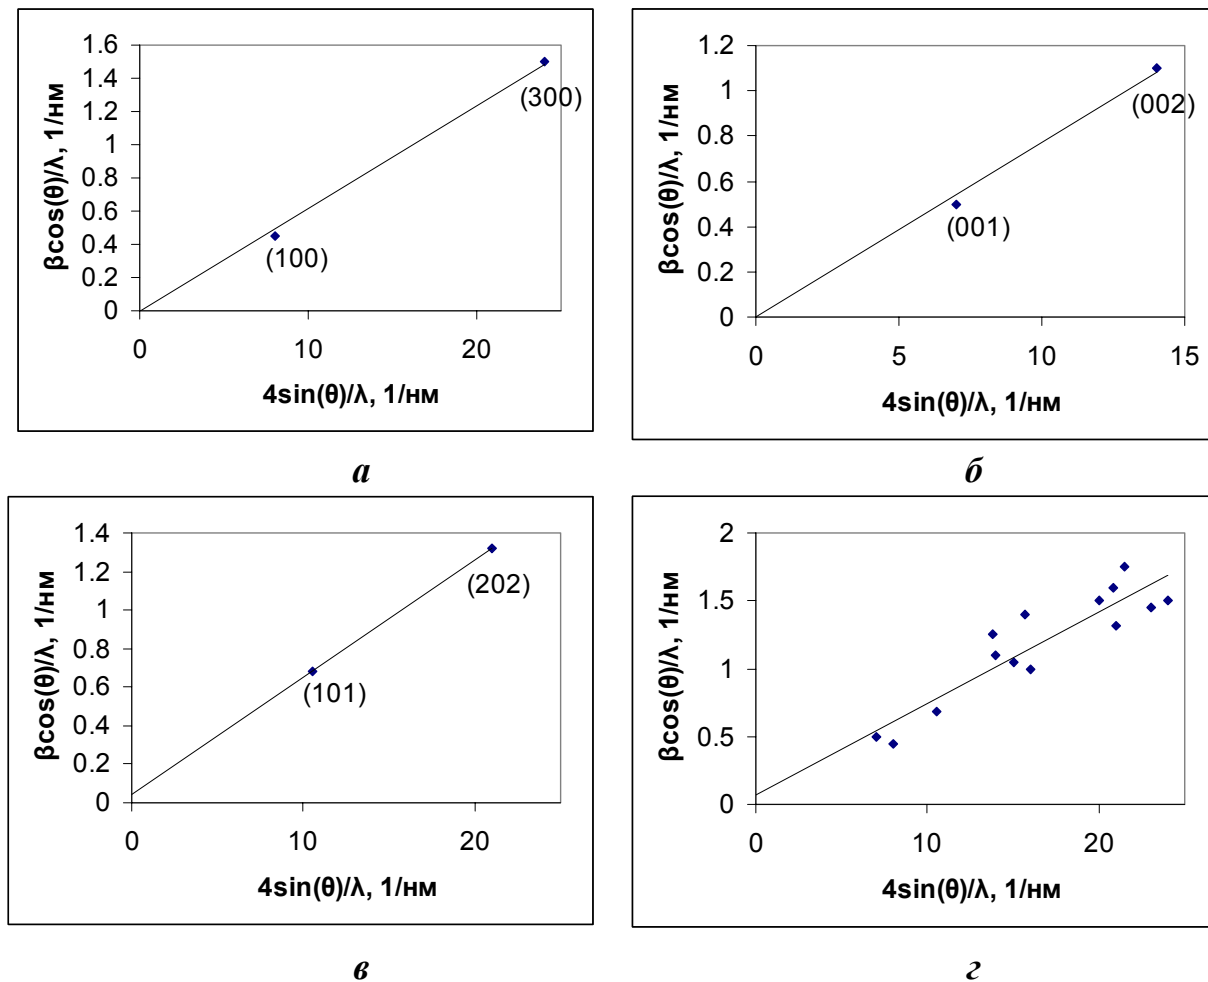 1.6
1.4
1.2
1
0.8
0.6
0.4
0.2
0
βcos(θ)/λ, 1/нм
(300)
(100)
0 10 20
4sin(θ)/λ, 1/нм
а
1.2
1
0.8
0.6
0.4
0.2
0
βcos(θ)/λ, 1/нм
(002)
(001)
0 5 10 15
4sin(θ)/λ, 1/нм
б
1.4
1.2
1
0.8
0.6
0.4
0.2
0
βcos(θ)/λ, 1/нм
(202)
(101)
0 10 20
4sin(θ)/λ, 1/нм
в
2
1.5
1
0.5
0
βcos(θ)/λ, 1/нм
0 10 20
4sin(θ)/λ, 1/нм
г